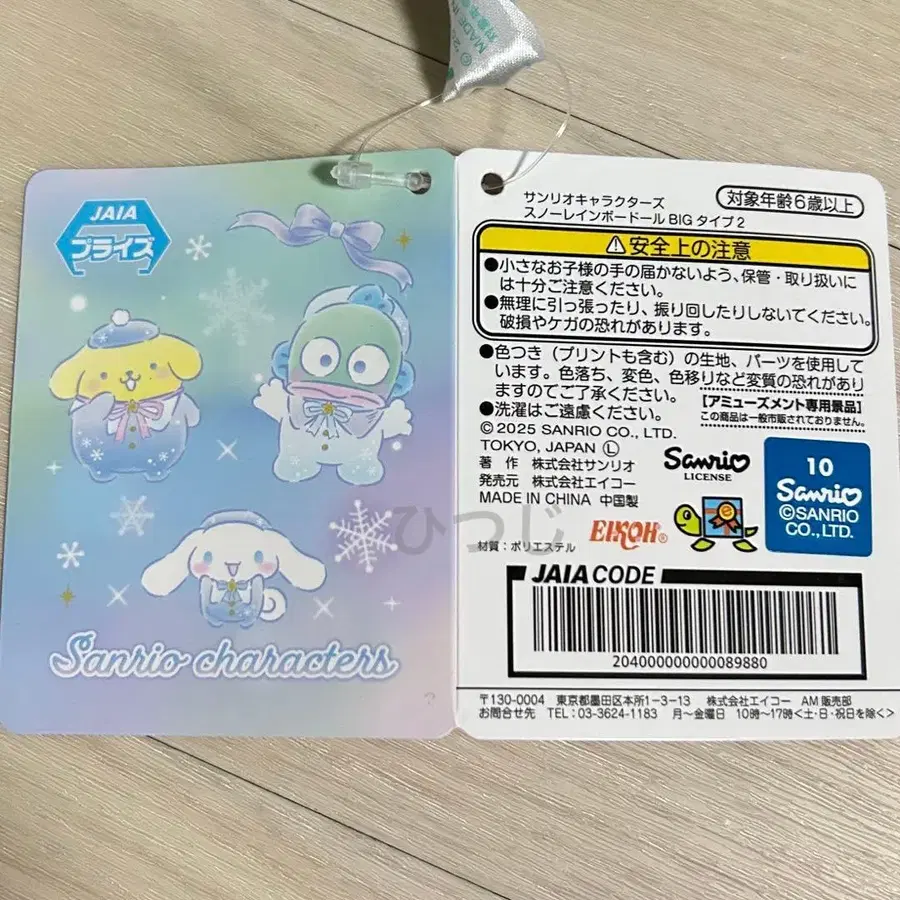 MADE IN
対象年
JAIA
プライズ
Sanrio characters
ひつじ
サンリオキャラクターズ
スノーレインボードール BIG タイプ2
対象年齢6歳以上
安全上の注意
●小さなお子様の手の届かないよう、保管・取り扱いに
は十分ご注意ください。
●無理に引っ張ったり、振り回したりしないでください。
破損やケガの恐れがあります。
●色つき(プリントも含む)の生地、パーツを使用して
います。色落ち、変色、色移りなど変質の恐れがあり
ますのでご了承ください。
●洗濯はご遠慮ください。
【アミューズメント専用景品】
この商品は一般市販されておりません。
©2025 SANRIO CO., LTD.
TOKYO, JAPAN Ⓛ
著 作 株式会社サンリオ
発売元 株式会社エイコー
MADE IN CHINA 中国製
材質:ポリエステル
Sanrio
LICENSE
EIKOH®
e
10
Sanrio
©SANRIO
CO., LTD.
JAIA CODE
20400000000089880
〒130-0004 東京都墨田区本所1-3-13 株式会社エイコー AM販売部
お問合せ先 TEL:03-3624-1183 月~金曜日 10時~17時<土・日・祝日を除く>